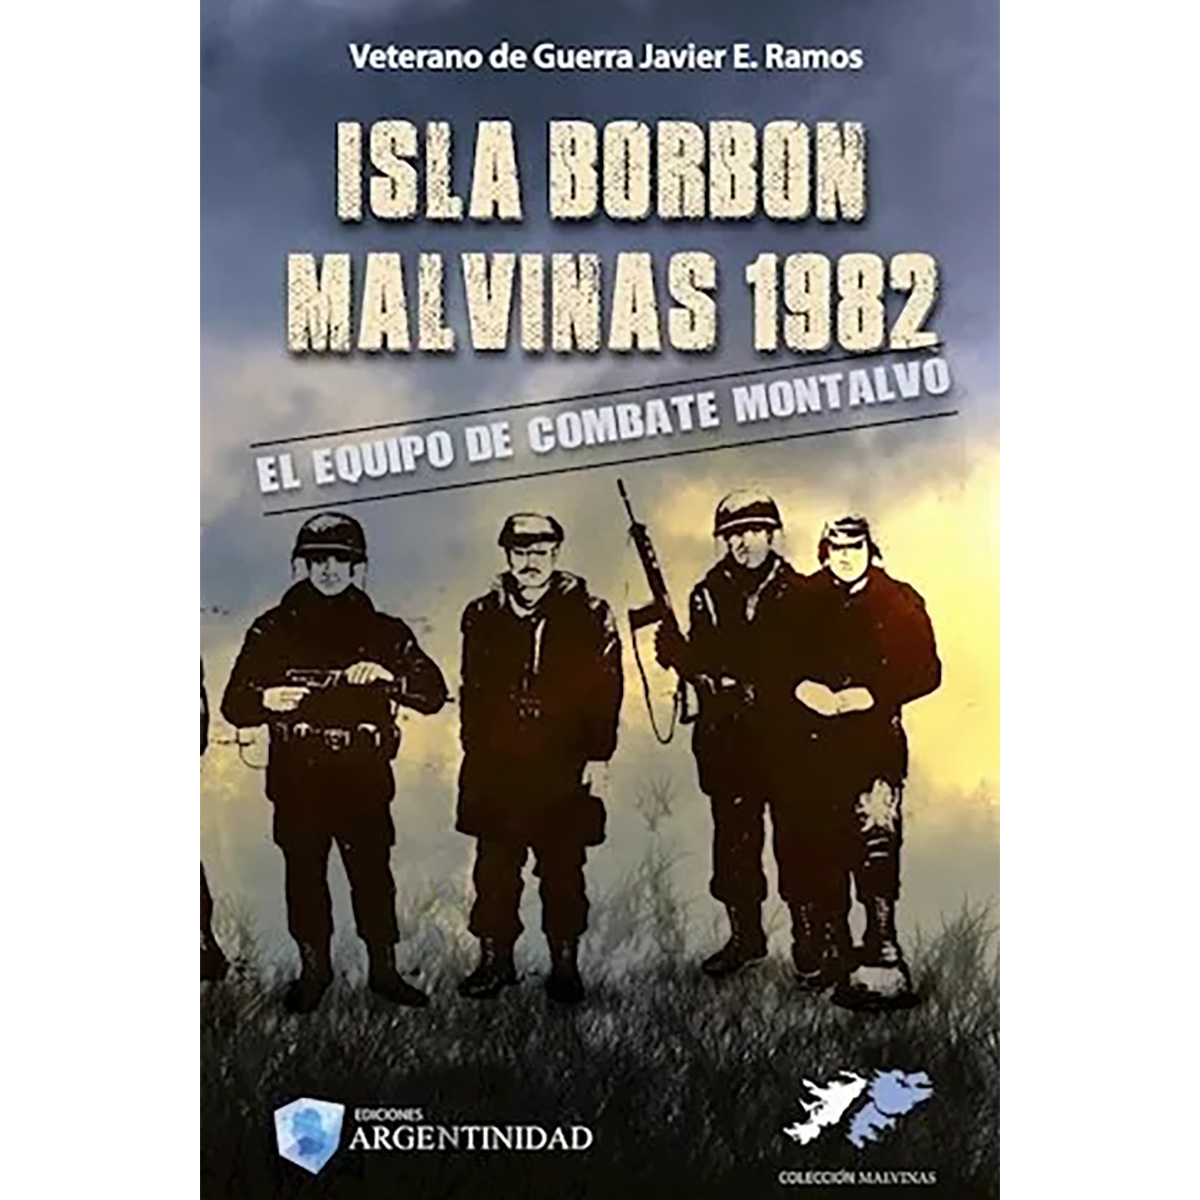 Veterano de Guerra Javier E. Ramos
ISLA BORBON
MALVINAS 1982
EL EQUIPO DE COMBATE MONTALVO
EDICIONES
ARGENTINIDAD
COLECCIÓN MALVINAS